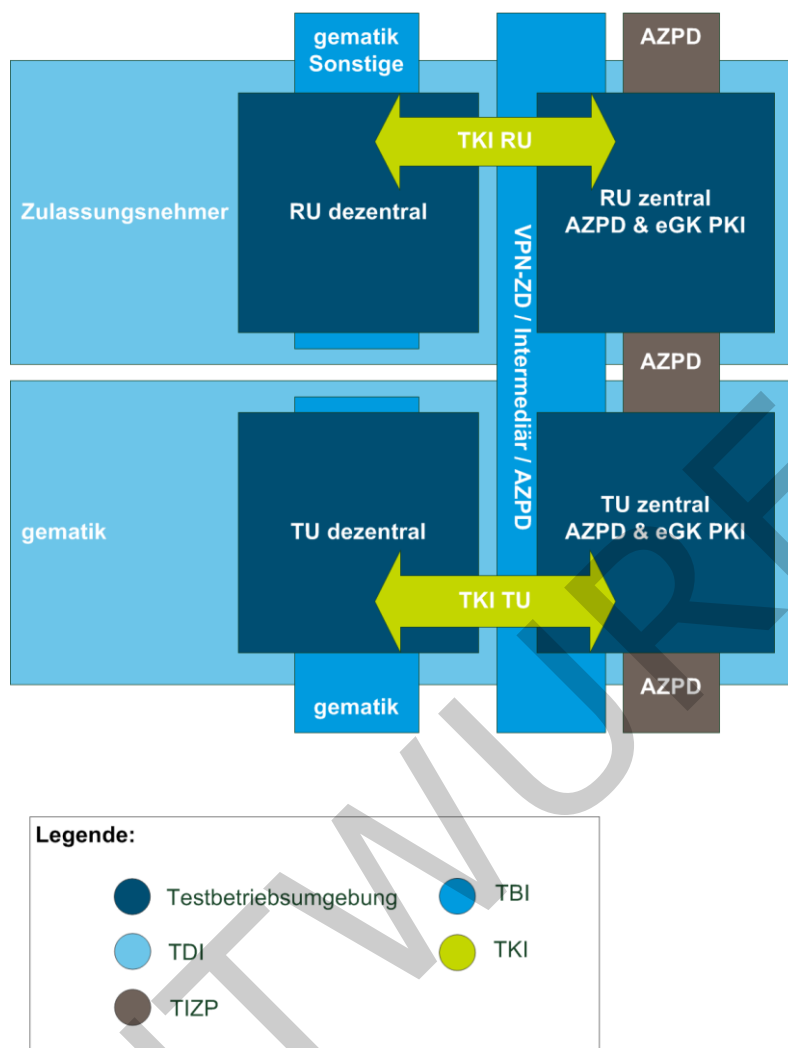 gematik
Sonstige
AZPD
TKI RU
Zulassungsnehmer
RU dezentral
RU zentral
AZPD & eGK PKI
VPN-ZD / Intermediär / AZPD
AZPD
gematik
TU dezentral
TU zentral
AZPD & eGK PKI
TKI TU
AZPD
gematik
Legende:
Testbetriebsumgebung
TBI
TDI
TKI
TIZP